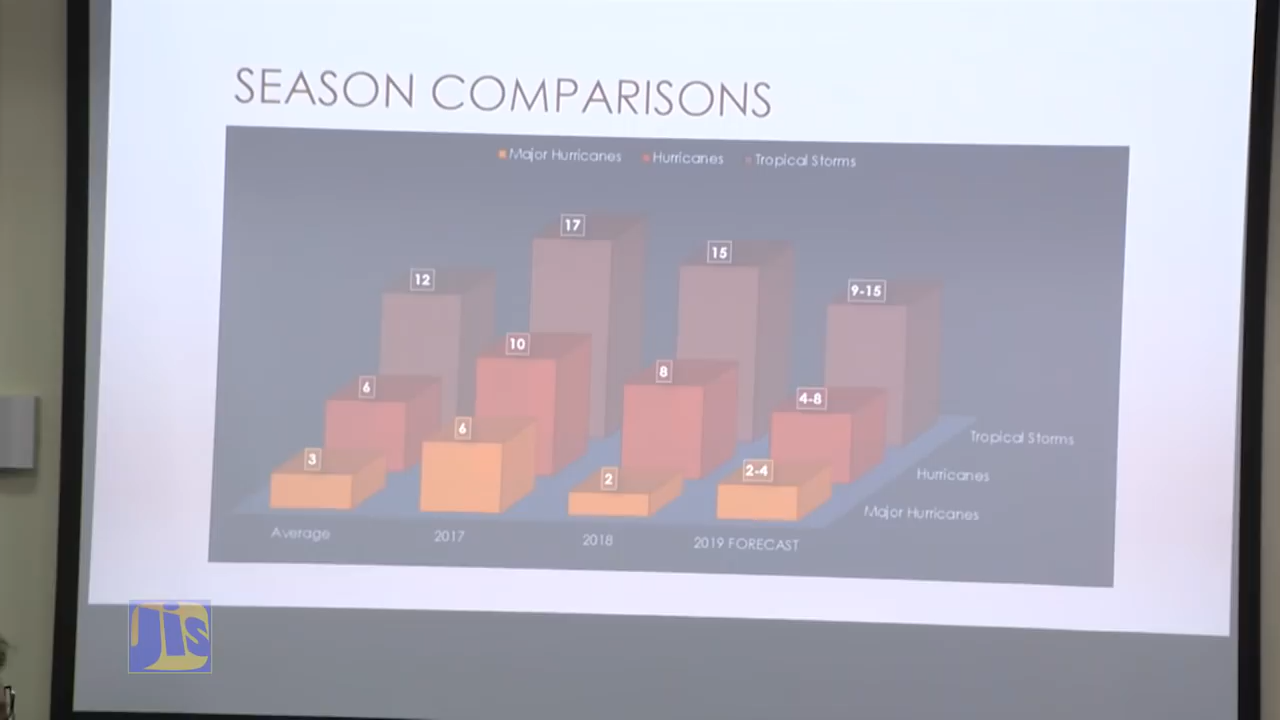 SEASON COMPARISONS
Major Hurricanes Hurricanes Tropical Storms
17
15
12
9-15
10
8
6
4-8
6
3
2
2-4
Tropical Storms
Hurricanes
Major Hurricanes
Average 2017 2018 2019 FORECAST
Jis